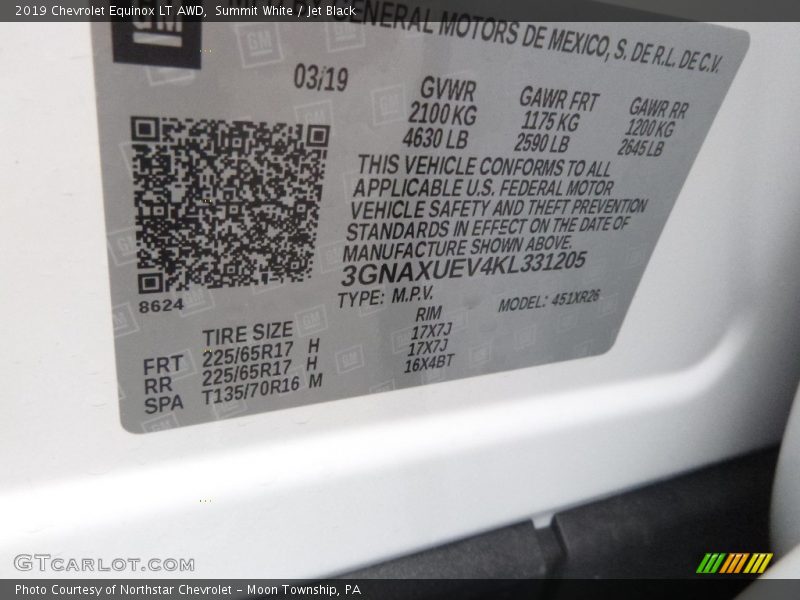 2019 Chevrolet Equinox LT AWD, Summit White / Jet Black
GM
GENERAL MOTORS DE MEXICO, S. DE R.L. DE C.V.
03/19
GVWR
2100 KG
4630 LB
GAWR FRT
1175 KG
2590 LB
GAWR RR
1200 KG
2645 LB
THIS VEHICLE CONFORMS TO ALL
APPLICABLE U.S. FEDERAL MOTOR
VEHICLE SAFETY AND THEFT PREVENTION
STANDARDS IN EFFECT ON THE DATE OF
MANUFACTURE SHOWN ABOVE.
3GNAXUEV4KL331205
8624
TYPE: M.P.V.
MODEL: 451XR26
TIRE SIZE RIM
FRT 225/65R17 H 17X7J
RR 225/65R17 H 17X7J
SPA T135/70R16 M 16X4BT
GTCARLOT.COM
Photo Courtesy of Northstar Chevrolet - Moon Township, PA